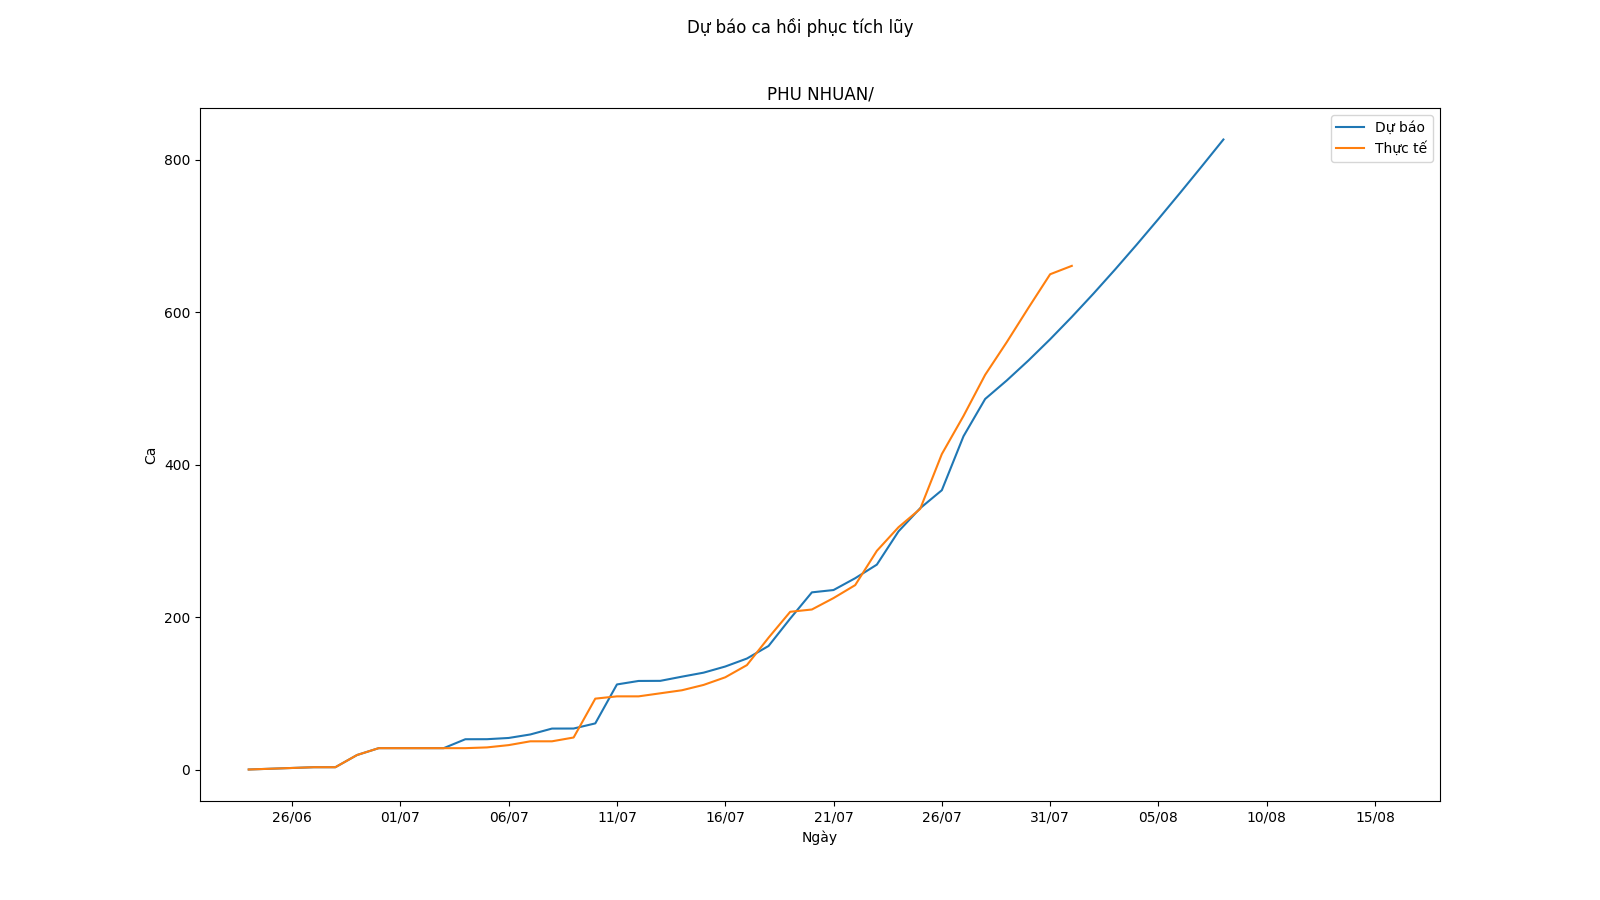 Dự báo ca hồi phục tích lũy
PHU NHUAN/
Dự báo
Thực tế
800
600
400
200
0
Ca
26/06 01/07 06/07 11/07 16/07 21/07 26/07 31/07 05/08 10/08 15/08
Ngày